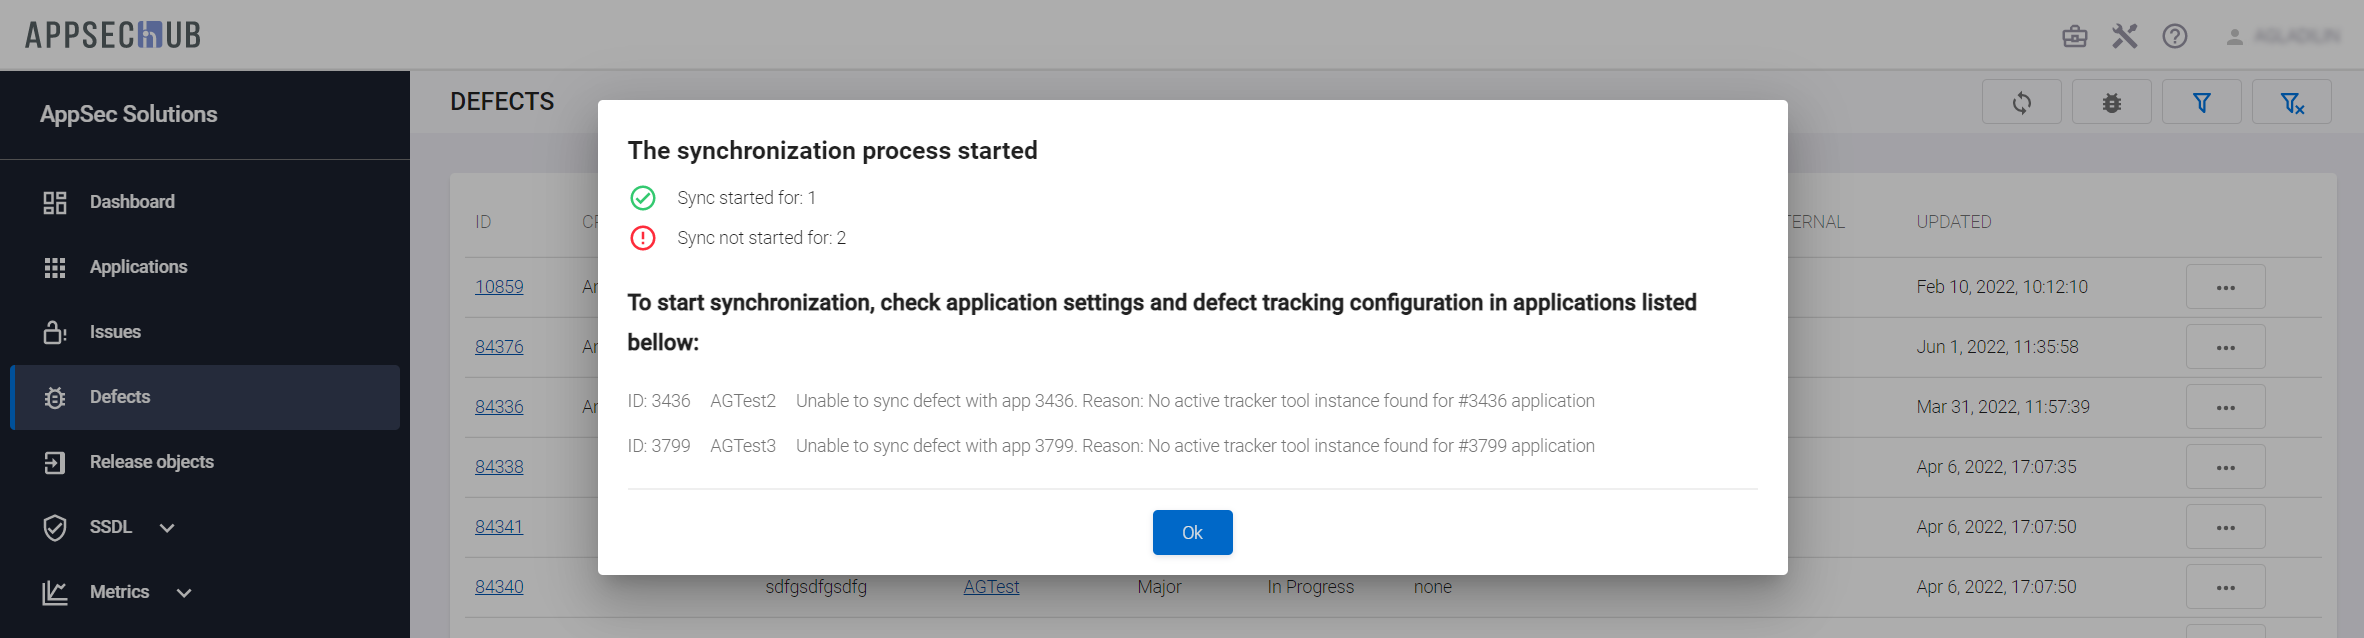 APPSECHUB
AppSec Solutions
Dashboard
Applications
Issues
Defects
Release objects
SSDL
Metrics
DEFECTS
The synchronization process started
Sync started for: 1
Sync not started for: 2
To start synchronization, check application settings and defect tracking configuration in applications listed
bellow:
ID: 3436 AGTest2 Unable to sync defect with app 3436. Reason: No active tracker tool instance found for #3436 application
ID: 3799 AGTest3 Unable to sync defect with app 3799. Reason: No active tracker tool instance found for #3799 application
Ok
ID UPDATED
10859 Feb 10, 2022, 10:12:10
84376 Jun 1, 2022, 11:35:58
84336 Mar 31, 2022, 11:57:39
84338 Apr 6, 2022, 17:07:35
84341 Apr 6, 2022, 17:07:50
84340 sdfgsdfgsdfg AGTest Major In Progress none Apr 6, 2022, 17:07:50